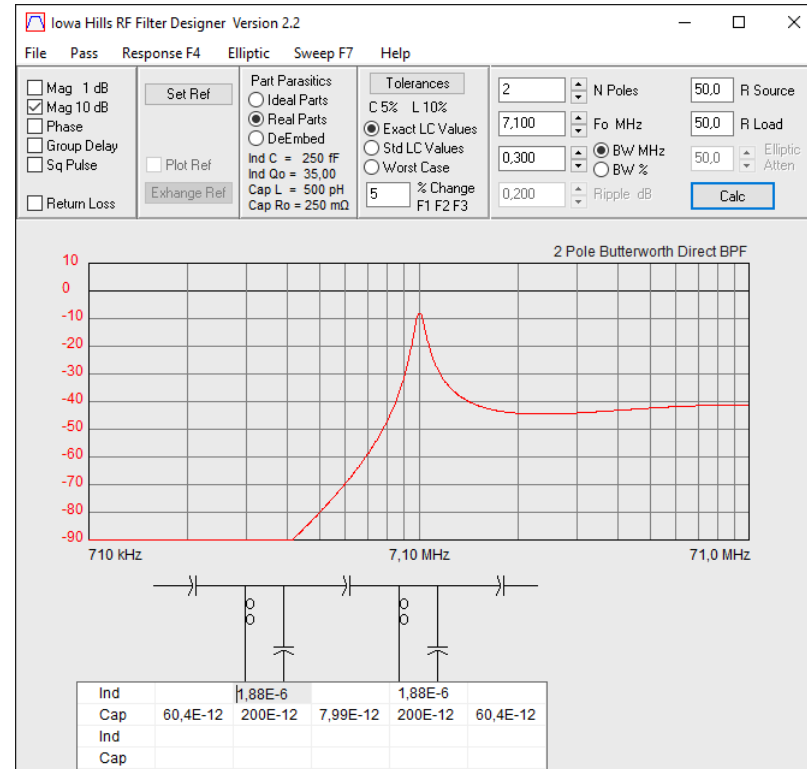 Iowa Hills RF Filter Designer Version 2.2
File Pass Response F4 Elliptic Sweep F7 Help
Mag 1 dB
Mag 10 dB
Phase
Group Delay
Sq Pulse
Return Loss
Set Ref
Plot Ref
Exhange Ref
Part Parasitics
Ideal Parts
Real Parts
DeEmbed
Ind C = 250 fF
Ind Qo = 35,00
Cap L = 500 pH
Cap Ro = 250 mΩ
Tolerances
C 5% L 10%
Exact LC Values
Std LC Values
Worst Case
5 % Change
F1 F2 F3
2 N Poles
7,100 Fo MHz
0,300 BW MHz
BW %
0,200 Ripple dB
50,0 R Source
50,0 R Load
50,0 Elliptic
Atten
Calc
2 Pole Butterworth Direct BPF
10
0
-10
-20
-30
-40
-50
-60
-70
-80
-90
710 kHz 7,10 MHz 71,0 MHz
Ind 1,88E-6 1,88E-6
Cap 60,4E-12 200E-12 7,99E-12 200E-12 60,4E-12
Ind
Cap